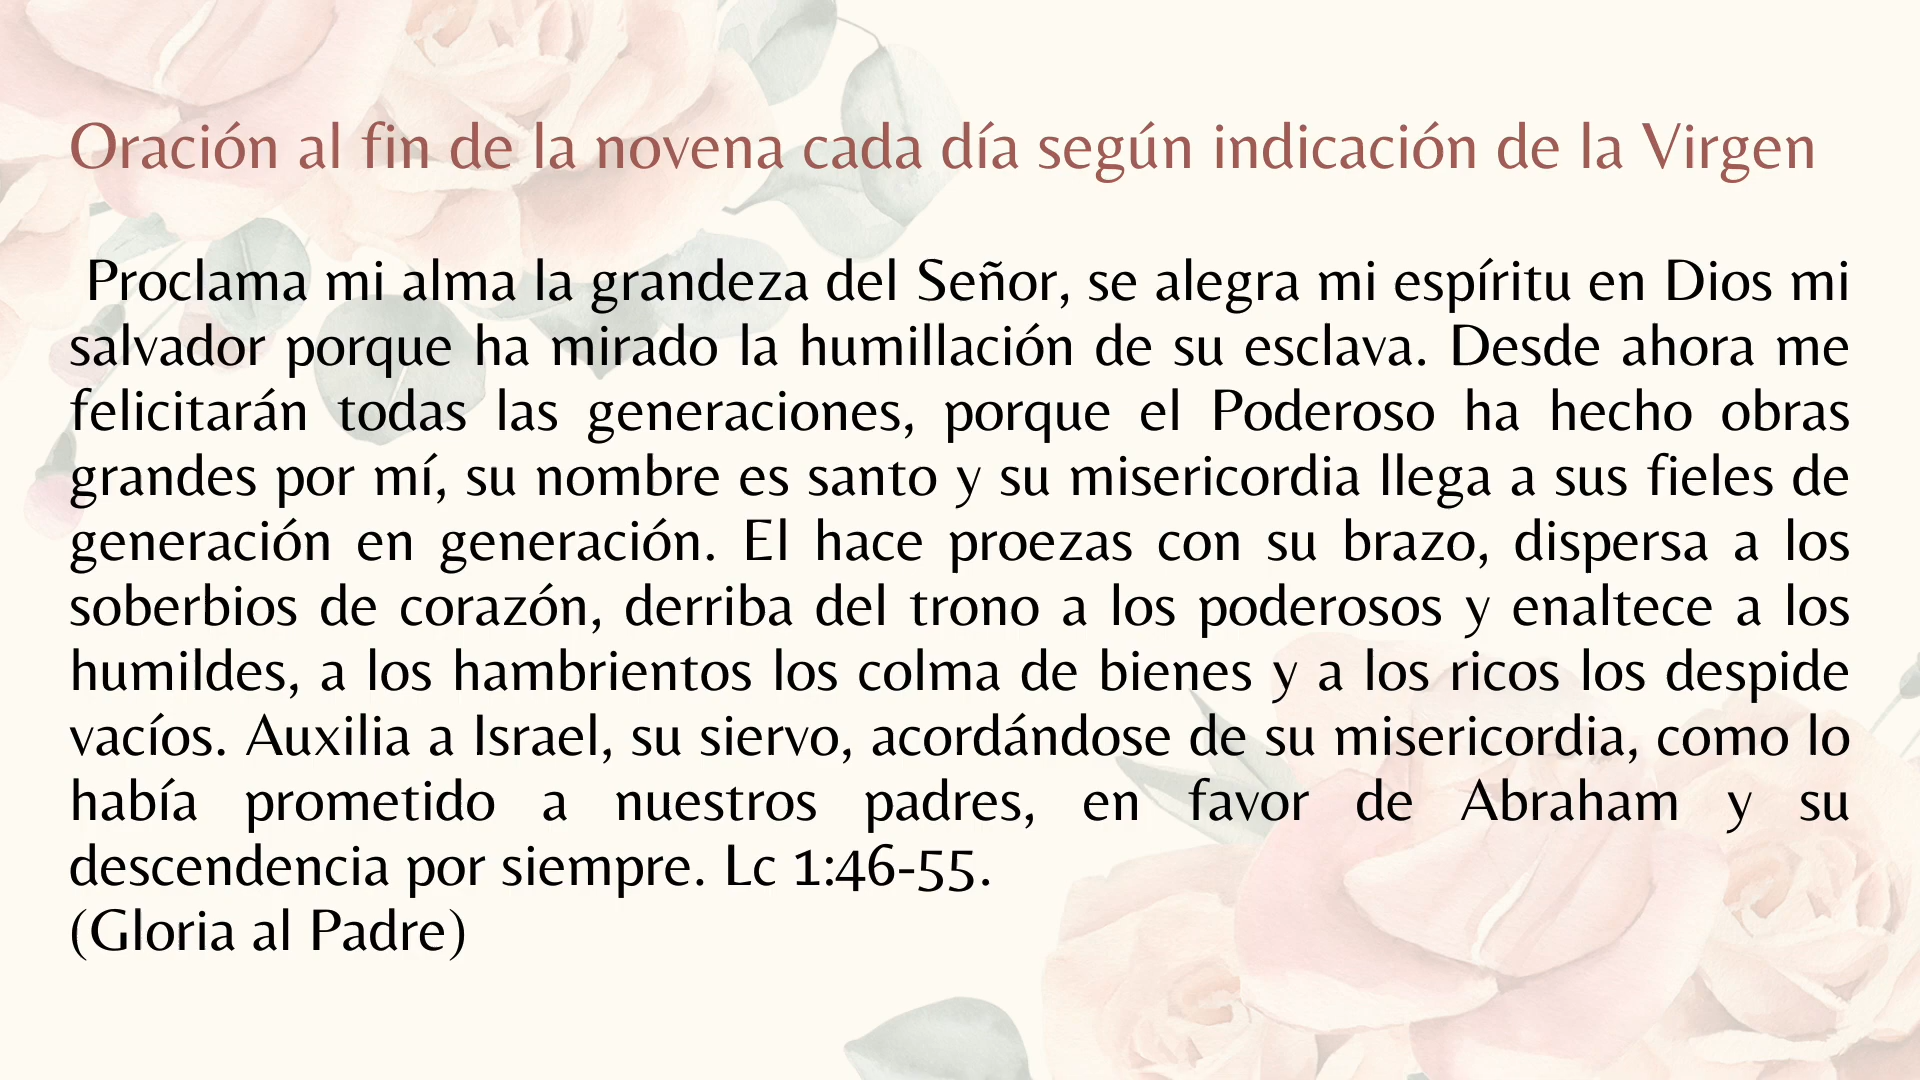 Oración al fin de la novena cada día según indicación de la Virgen
Proclama mi alma la grandeza del Señor, se alegra mi espíritu en Dios mi
salvador porque ha mirado la humillación de su esclava. Desde ahora me
felicitarán todas las generaciones, porque el Poderoso ha hecho obras
grandes por mí, su nombre es santo y su misericordia llega a sus fieles de
generación en generación. El hace proezas con su brazo, dispersa a los
soberbios de corazón, derriba del trono a los poderosos y enaltece a los
humildes, a los hambrientos los colma de bienes y a los ricos los despide
vacíos. Auxilia a Israel, su siervo, acordándose de su misericordia, como lo
había prometido a nuestros padres, en favor de Abraham y su
descendencia por siempre. Lc 1:46-55.
(Gloria al Padre)